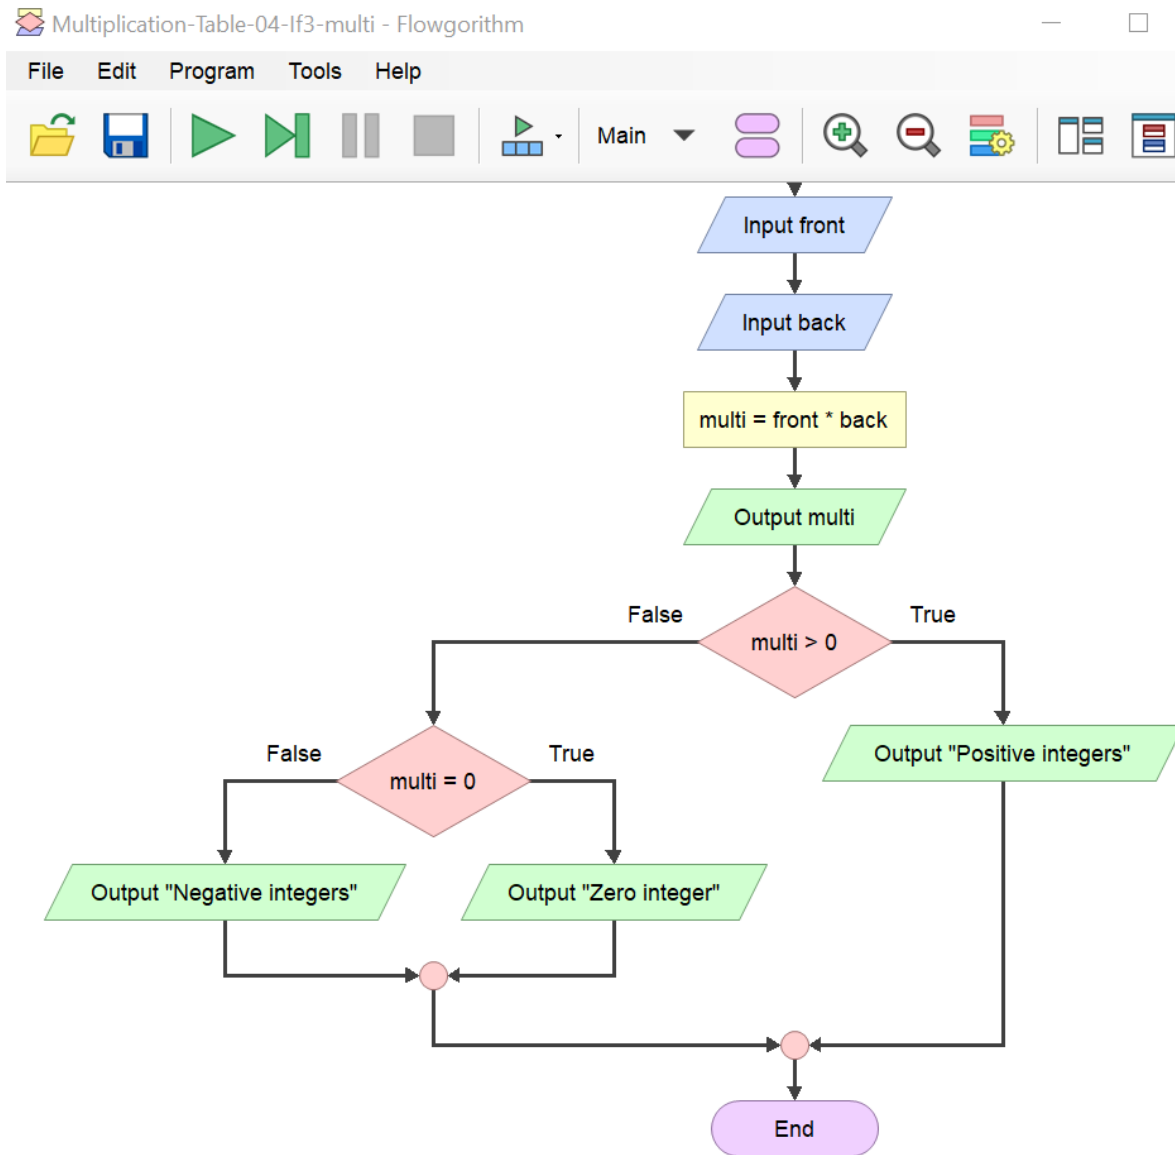 Multiplication-Table-04-If3-multi - Flowgorithm
File Edit Program Tools Help
Main
Input front
Input back
multi = front * back
Output multi
False True
multi > 0
False True
Output "Positive integers"
multi = 0
Output "Negative integers" Output "Zero integer"
End